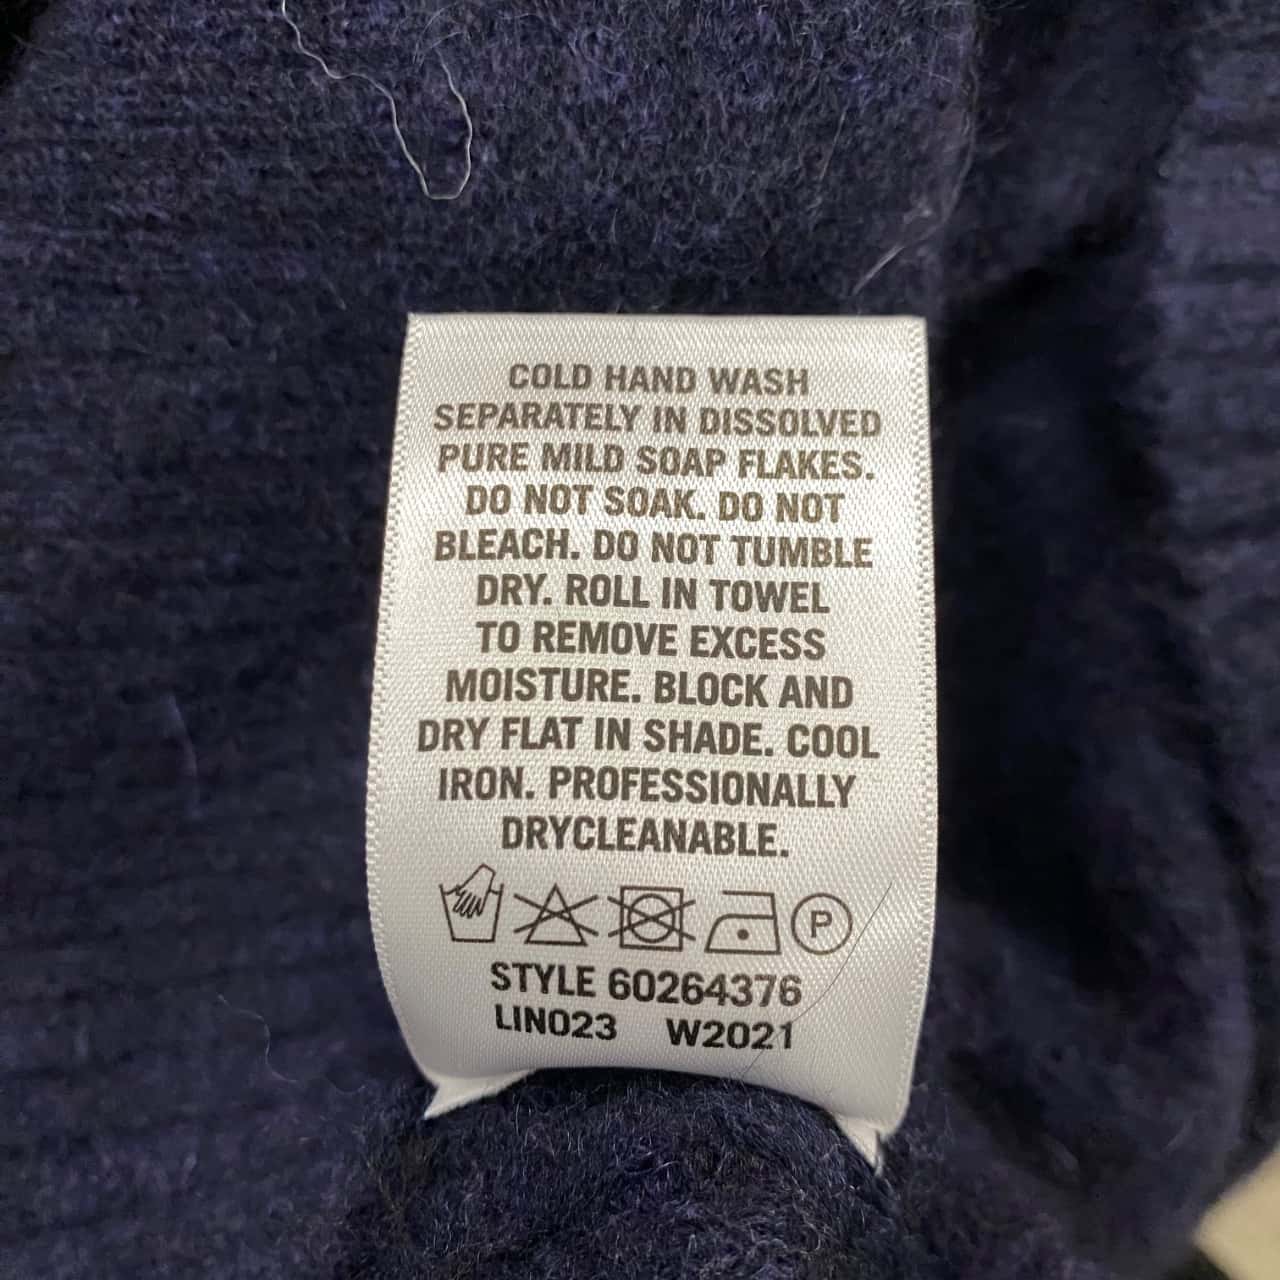 COLD HAND WASH
SEPARATELY IN DISSOLVED
PURE MILD SOAP FLAKES.
DO NOT SOAK. DO NOT
BLEACH. DO NOT TUMBLE
DRY. ROLL IN TOWEL
TO REMOVE EXCESS
MOISTURE. BLOCK AND
DRY FLAT IN SHADE. COOL
IRON. PROFESSIONALLY
DRYCLEANABLE.
P
STYLE 60264376
LIN023 W2021